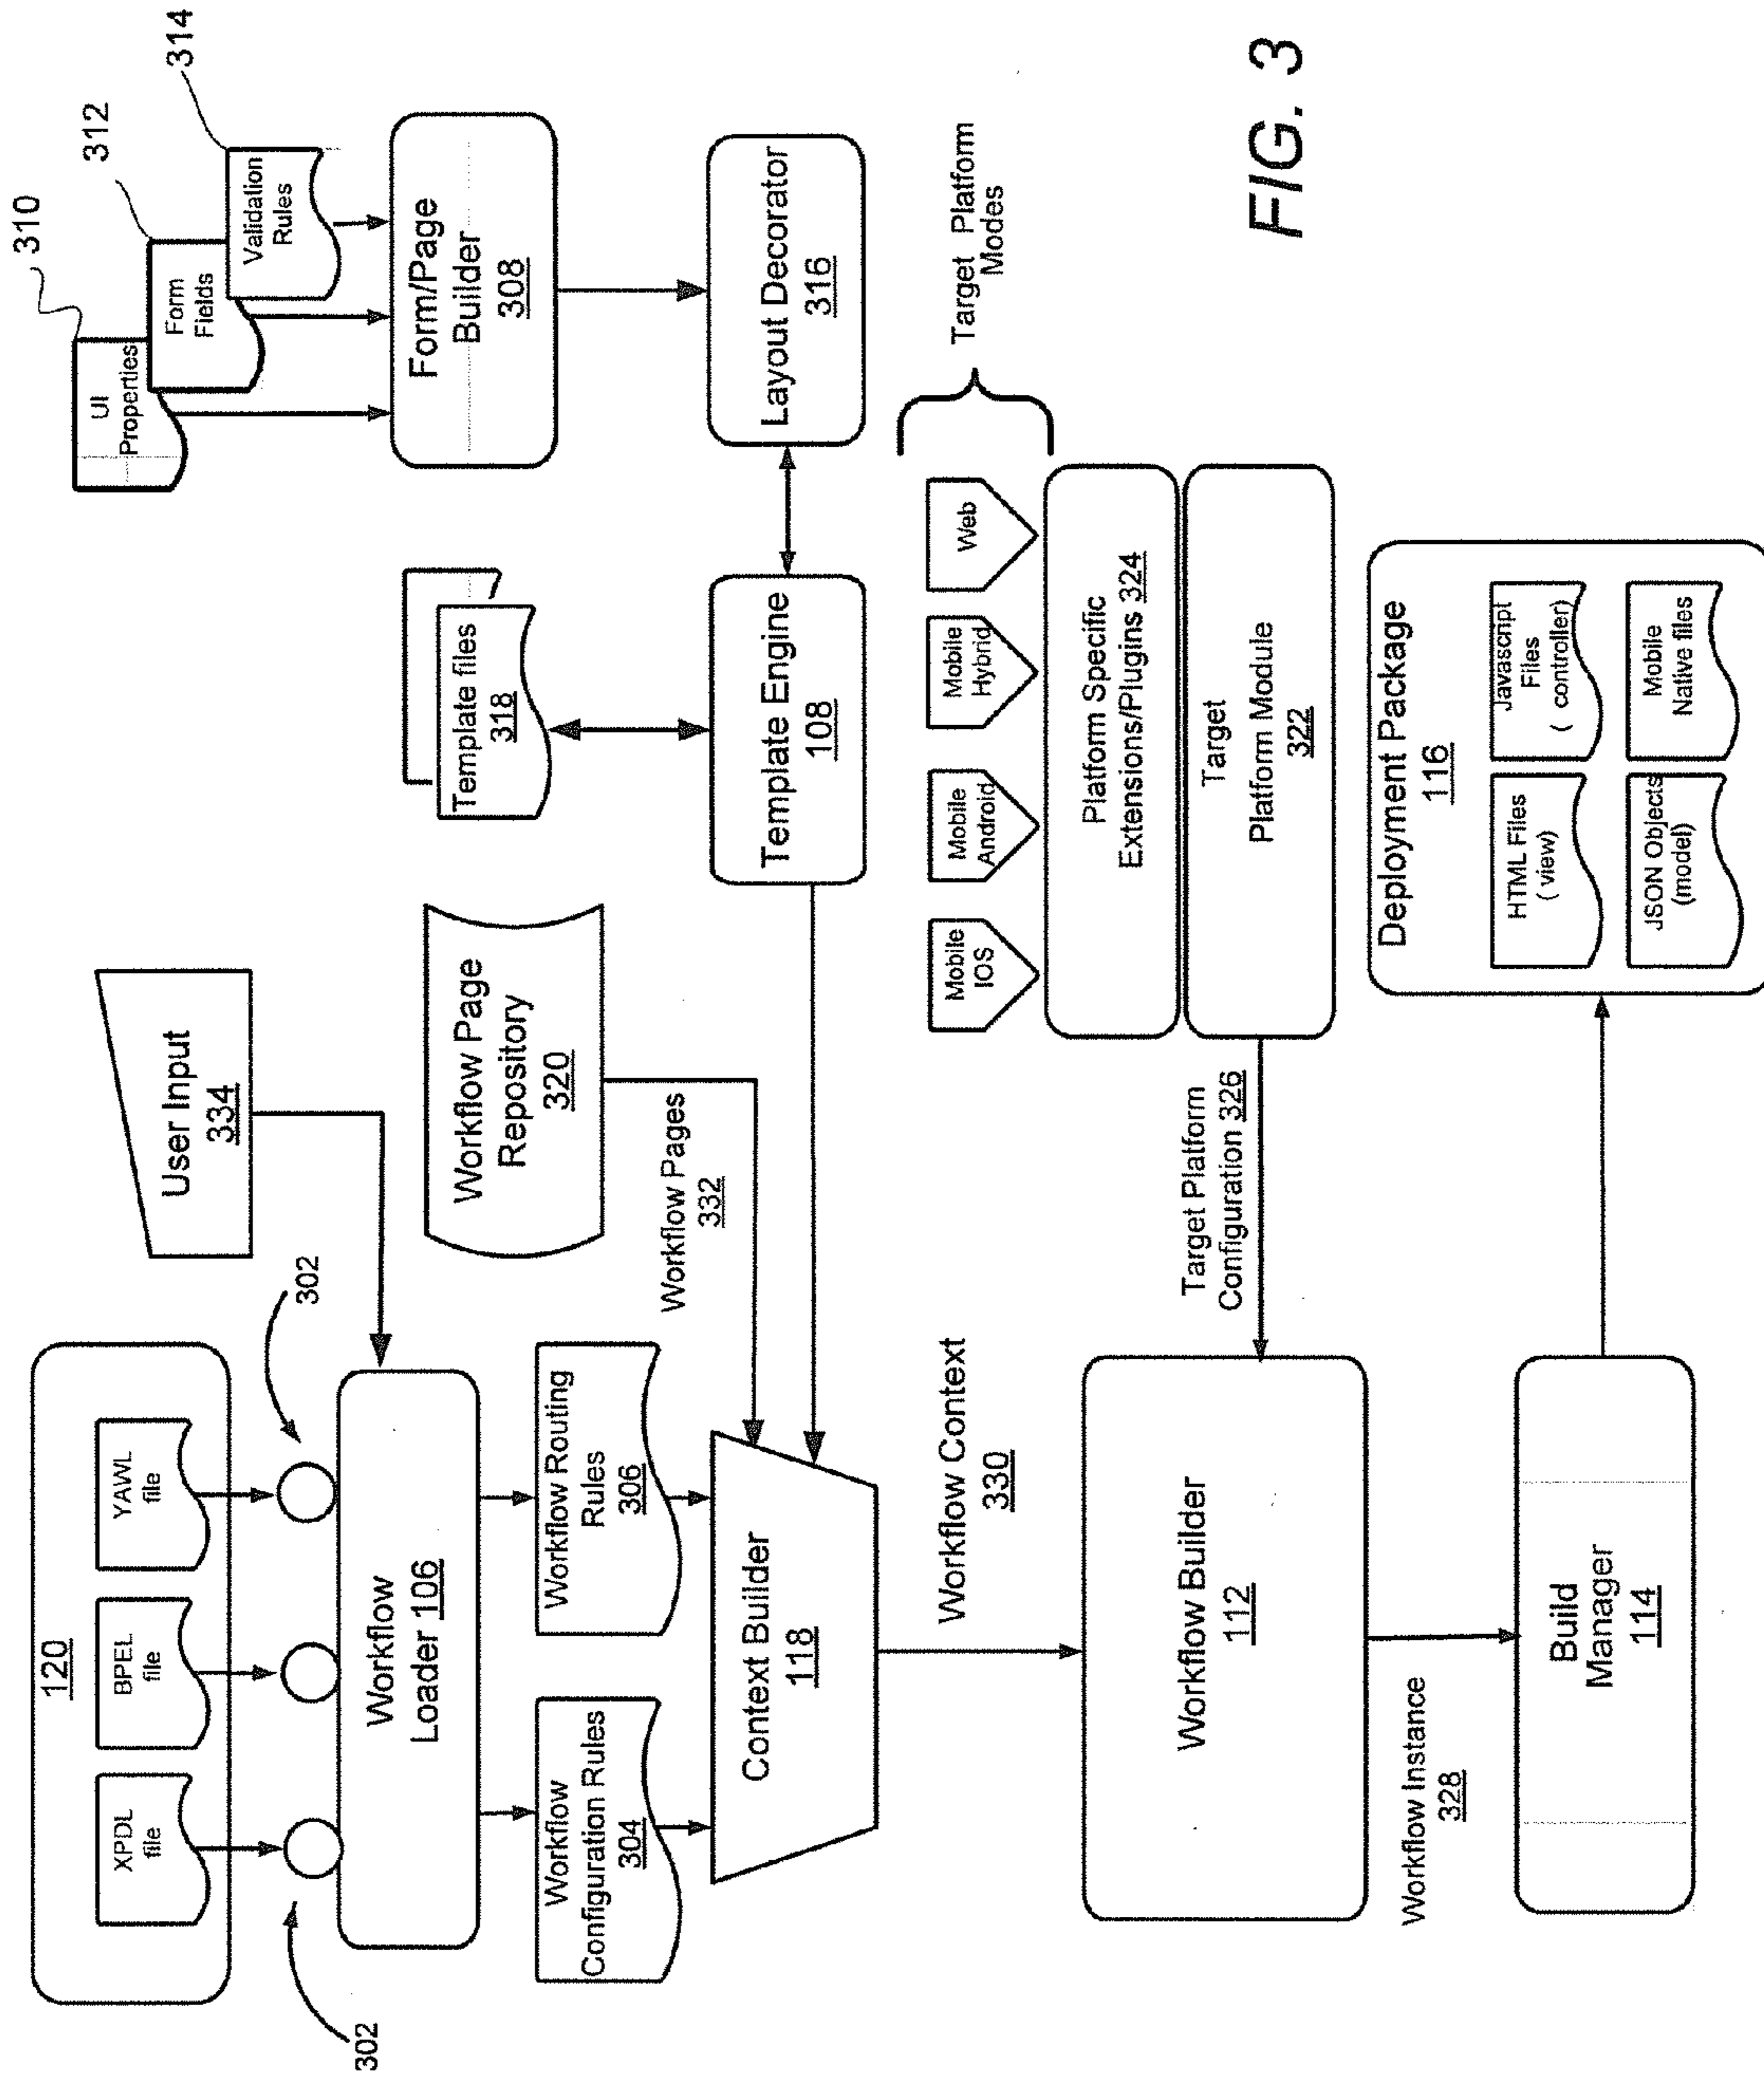 120
XPDL
file
BPEL
file
YAWL
file
302
302
User Input
334
310
312
314
UI
Properties
Form
Fields
Validation
Rules
Workflow
Loader 106
Form/Page
Builder
308
Workflow
Configuration Rules
304
Workflow Routing
Rules
306
Workflow Page
Repository
320
Template files
318
Workflow Pages
332
Context Builder
118
Template Engine
108
Layout Decorator
316
Workflow Context
330
Mobile
IOS
Mobile
Android
Mobile
Hybrid
Web
Target Platform
Modes
Platform Specific
Extensions/Plugins 324
Target
Platform Module
322
Target Platform
Configuration 326
Workflow Builder
112
Workflow Instance
328
Build
Manager
114
Deployment Package
116
HTML Files
( view)
Javascript
Files
( controller)
JSON Objects
(model)
Mobile
Native files
FIG. 3